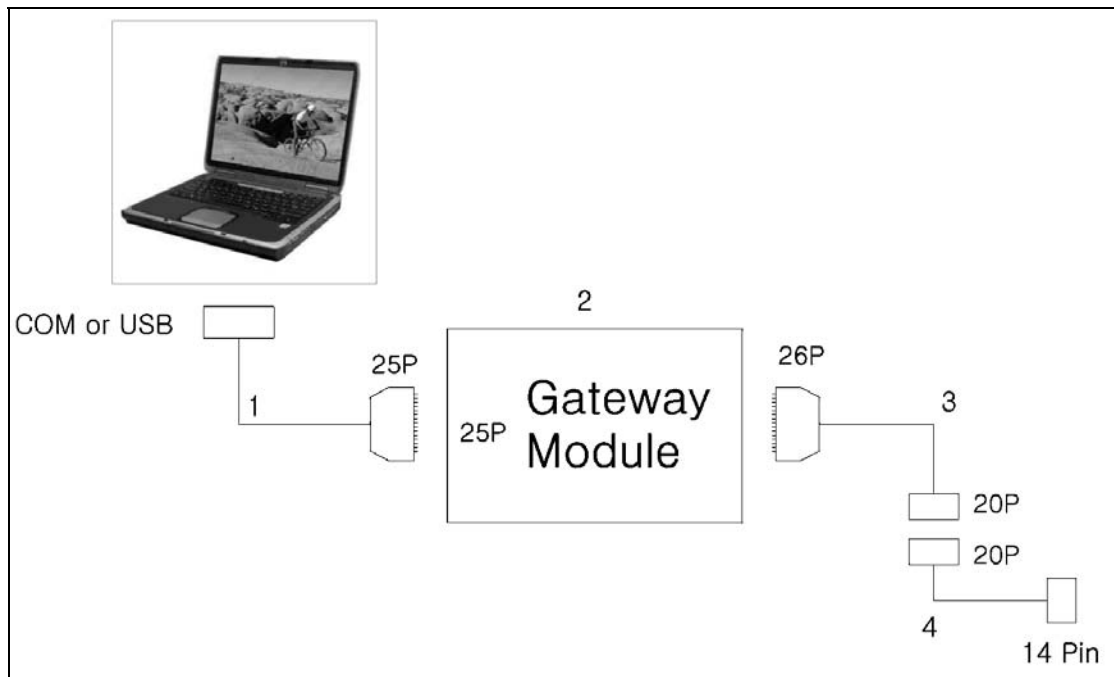 COM or USB
1
25P
2
25P
Gateway
Module
26P
3
20P
20P
4
14 Pin